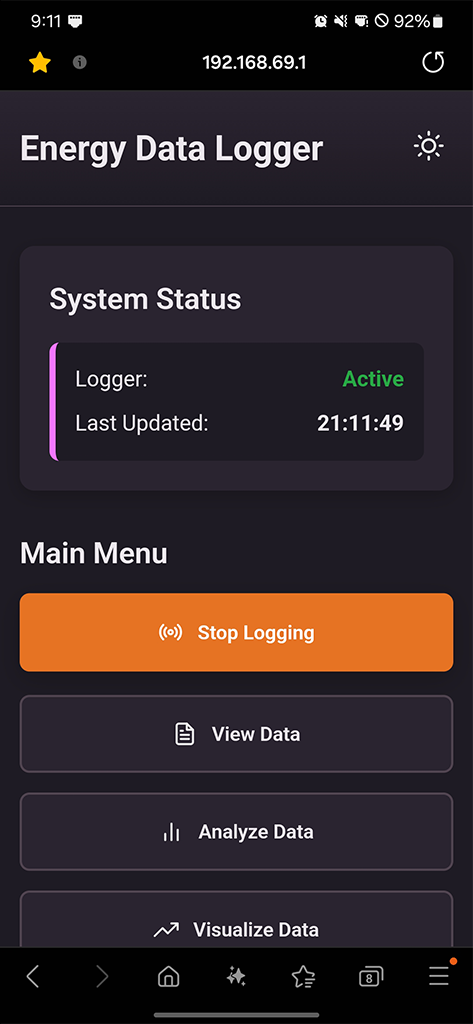 9:11 92%
192.168.69.1
Energy Data Logger
System Status
Logger: Active
Last Updated: 21:11:49
Main Menu
Stop Logging
View Data
Analyze Data
Visualize Data
8